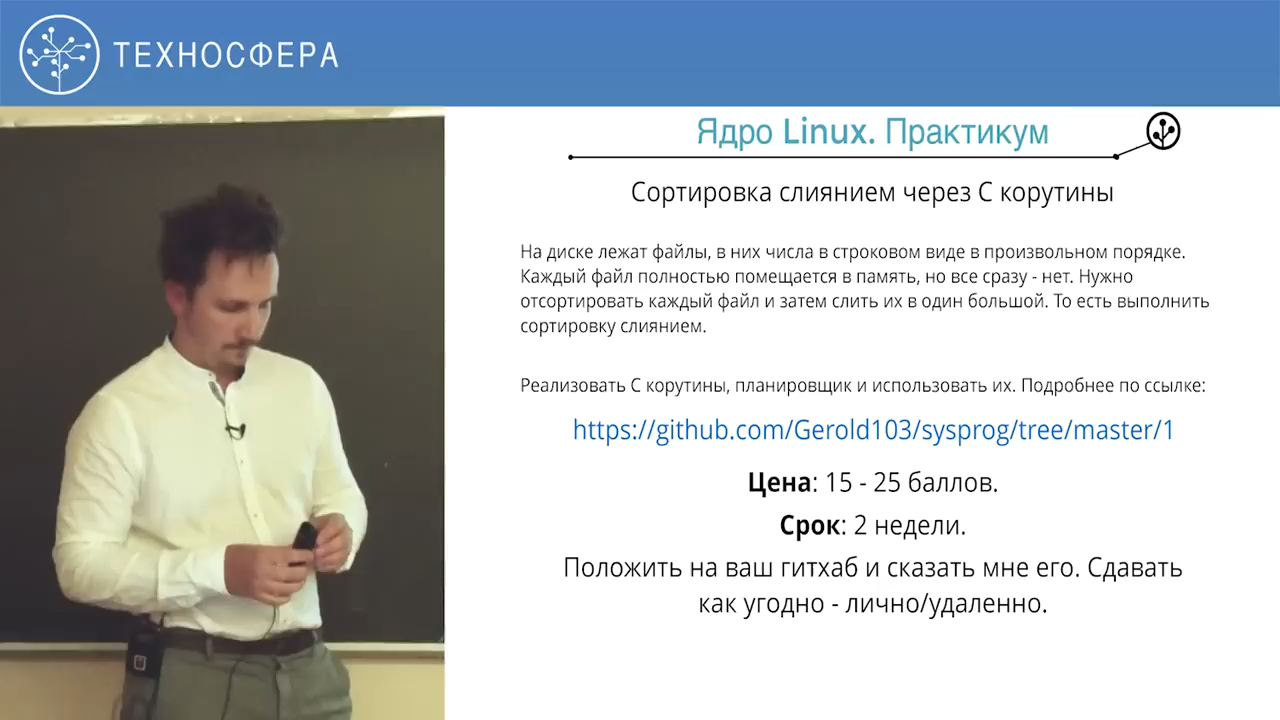 ТЕХНОСФЕРА
Ядро Linux. Практикум
Сортировка слиянием через C корутины
На диске лежат файлы, в них числа в строковом виде в произвольном порядке.
Каждый файл полностью помещается в память, но все сразу - нет. Нужно
отсортировать каждый файл и затем слить их в один большой. То есть выполнить
сортировку слиянием.
Реализовать C корутины, планировщик и использовать их. Подробнее по ссылке:
https://github.com/Gerold103/sysprog/tree/master/1
Цена: 15 - 25 баллов.
Срок: 2 недели.
Положить на ваш гитхаб и сказать мне его. Сдавать
как угодно - лично/удаленно.